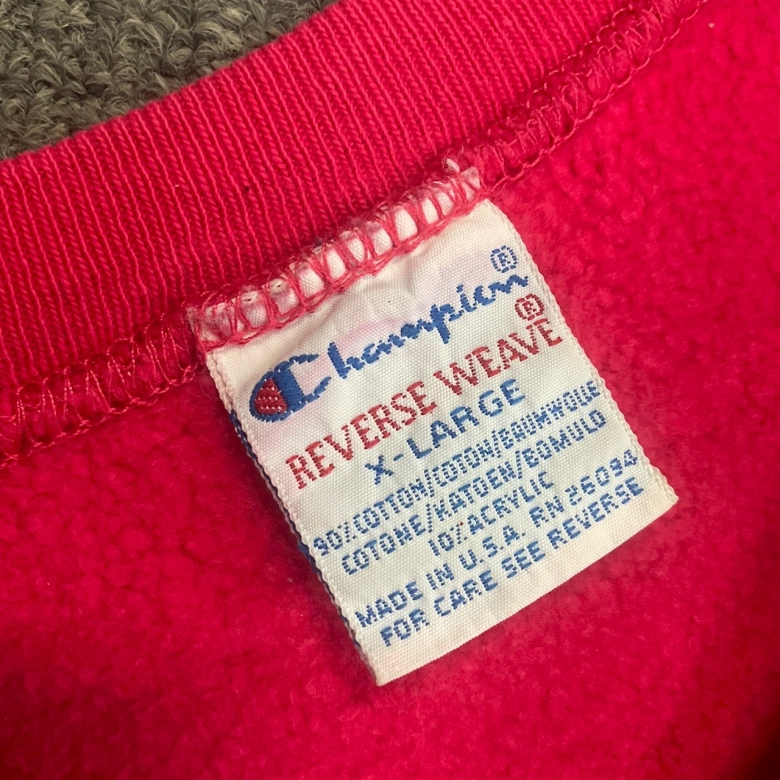 Champion®
REVERSE WEAVE®
X-LARGE
90% COTTON/COTON/BAUMWOLLE
COTONE/KATOEN/BOMULD
10% ACRYLIC
MADE IN U.S.A. RN 26094
FOR CARE SEE REVERSE